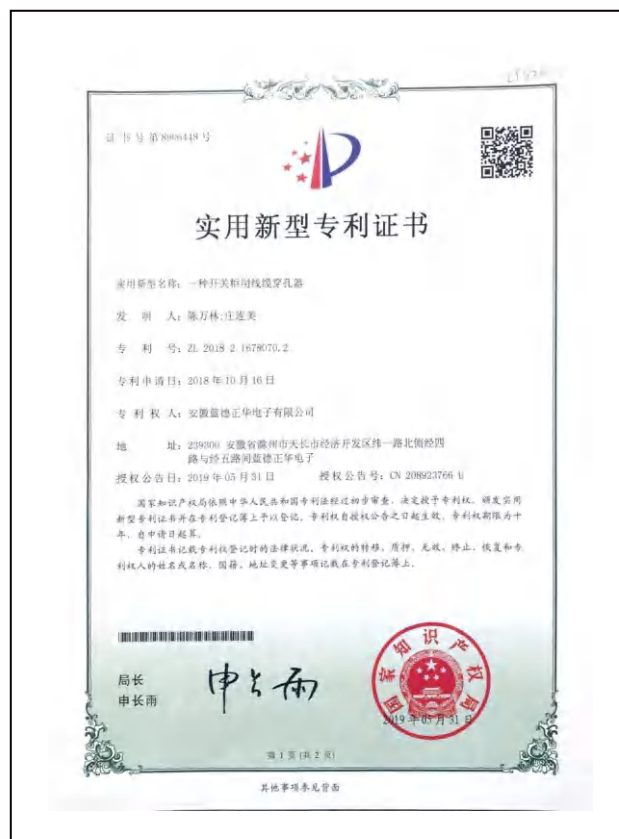 证书号第8906448号
实用新型专利证书
实用新型名称：一种开关柜用线缆穿孔器
发 明 人：陈万林;庄莲美
专 利 号：ZL 2018 2 1678070.2
专利申请日：2018年10月16日
专 利 权 人：安徽蓝德正华电子有限公司
地 址：239300 安徽省滁州市天长市经济开发区纬一路北侧经四
路与经五路间蓝德正华电子
授权公告日：2019年05月31日 授权公告号：CN 208923766 U
国家知识产权局依照中华人民共和国专利法经过初步审查，决定授予专利权，颁发实用
新型专利证书并在专利登记簿上予以登记，专利权自授权公告之日起生效，专利权期限为十
年，自申请日起算。
专利证书记载专利权登记时的法律状况，专利权的转移、质押、无效、终止、恢复和专
利权人的姓名或名称、国籍、地址变更等事项记载在专利登记簿上。
局长
申长雨
申长雨
国家知识产权局
2019年05月31日
第1页(共2页)
其他事项参见背面